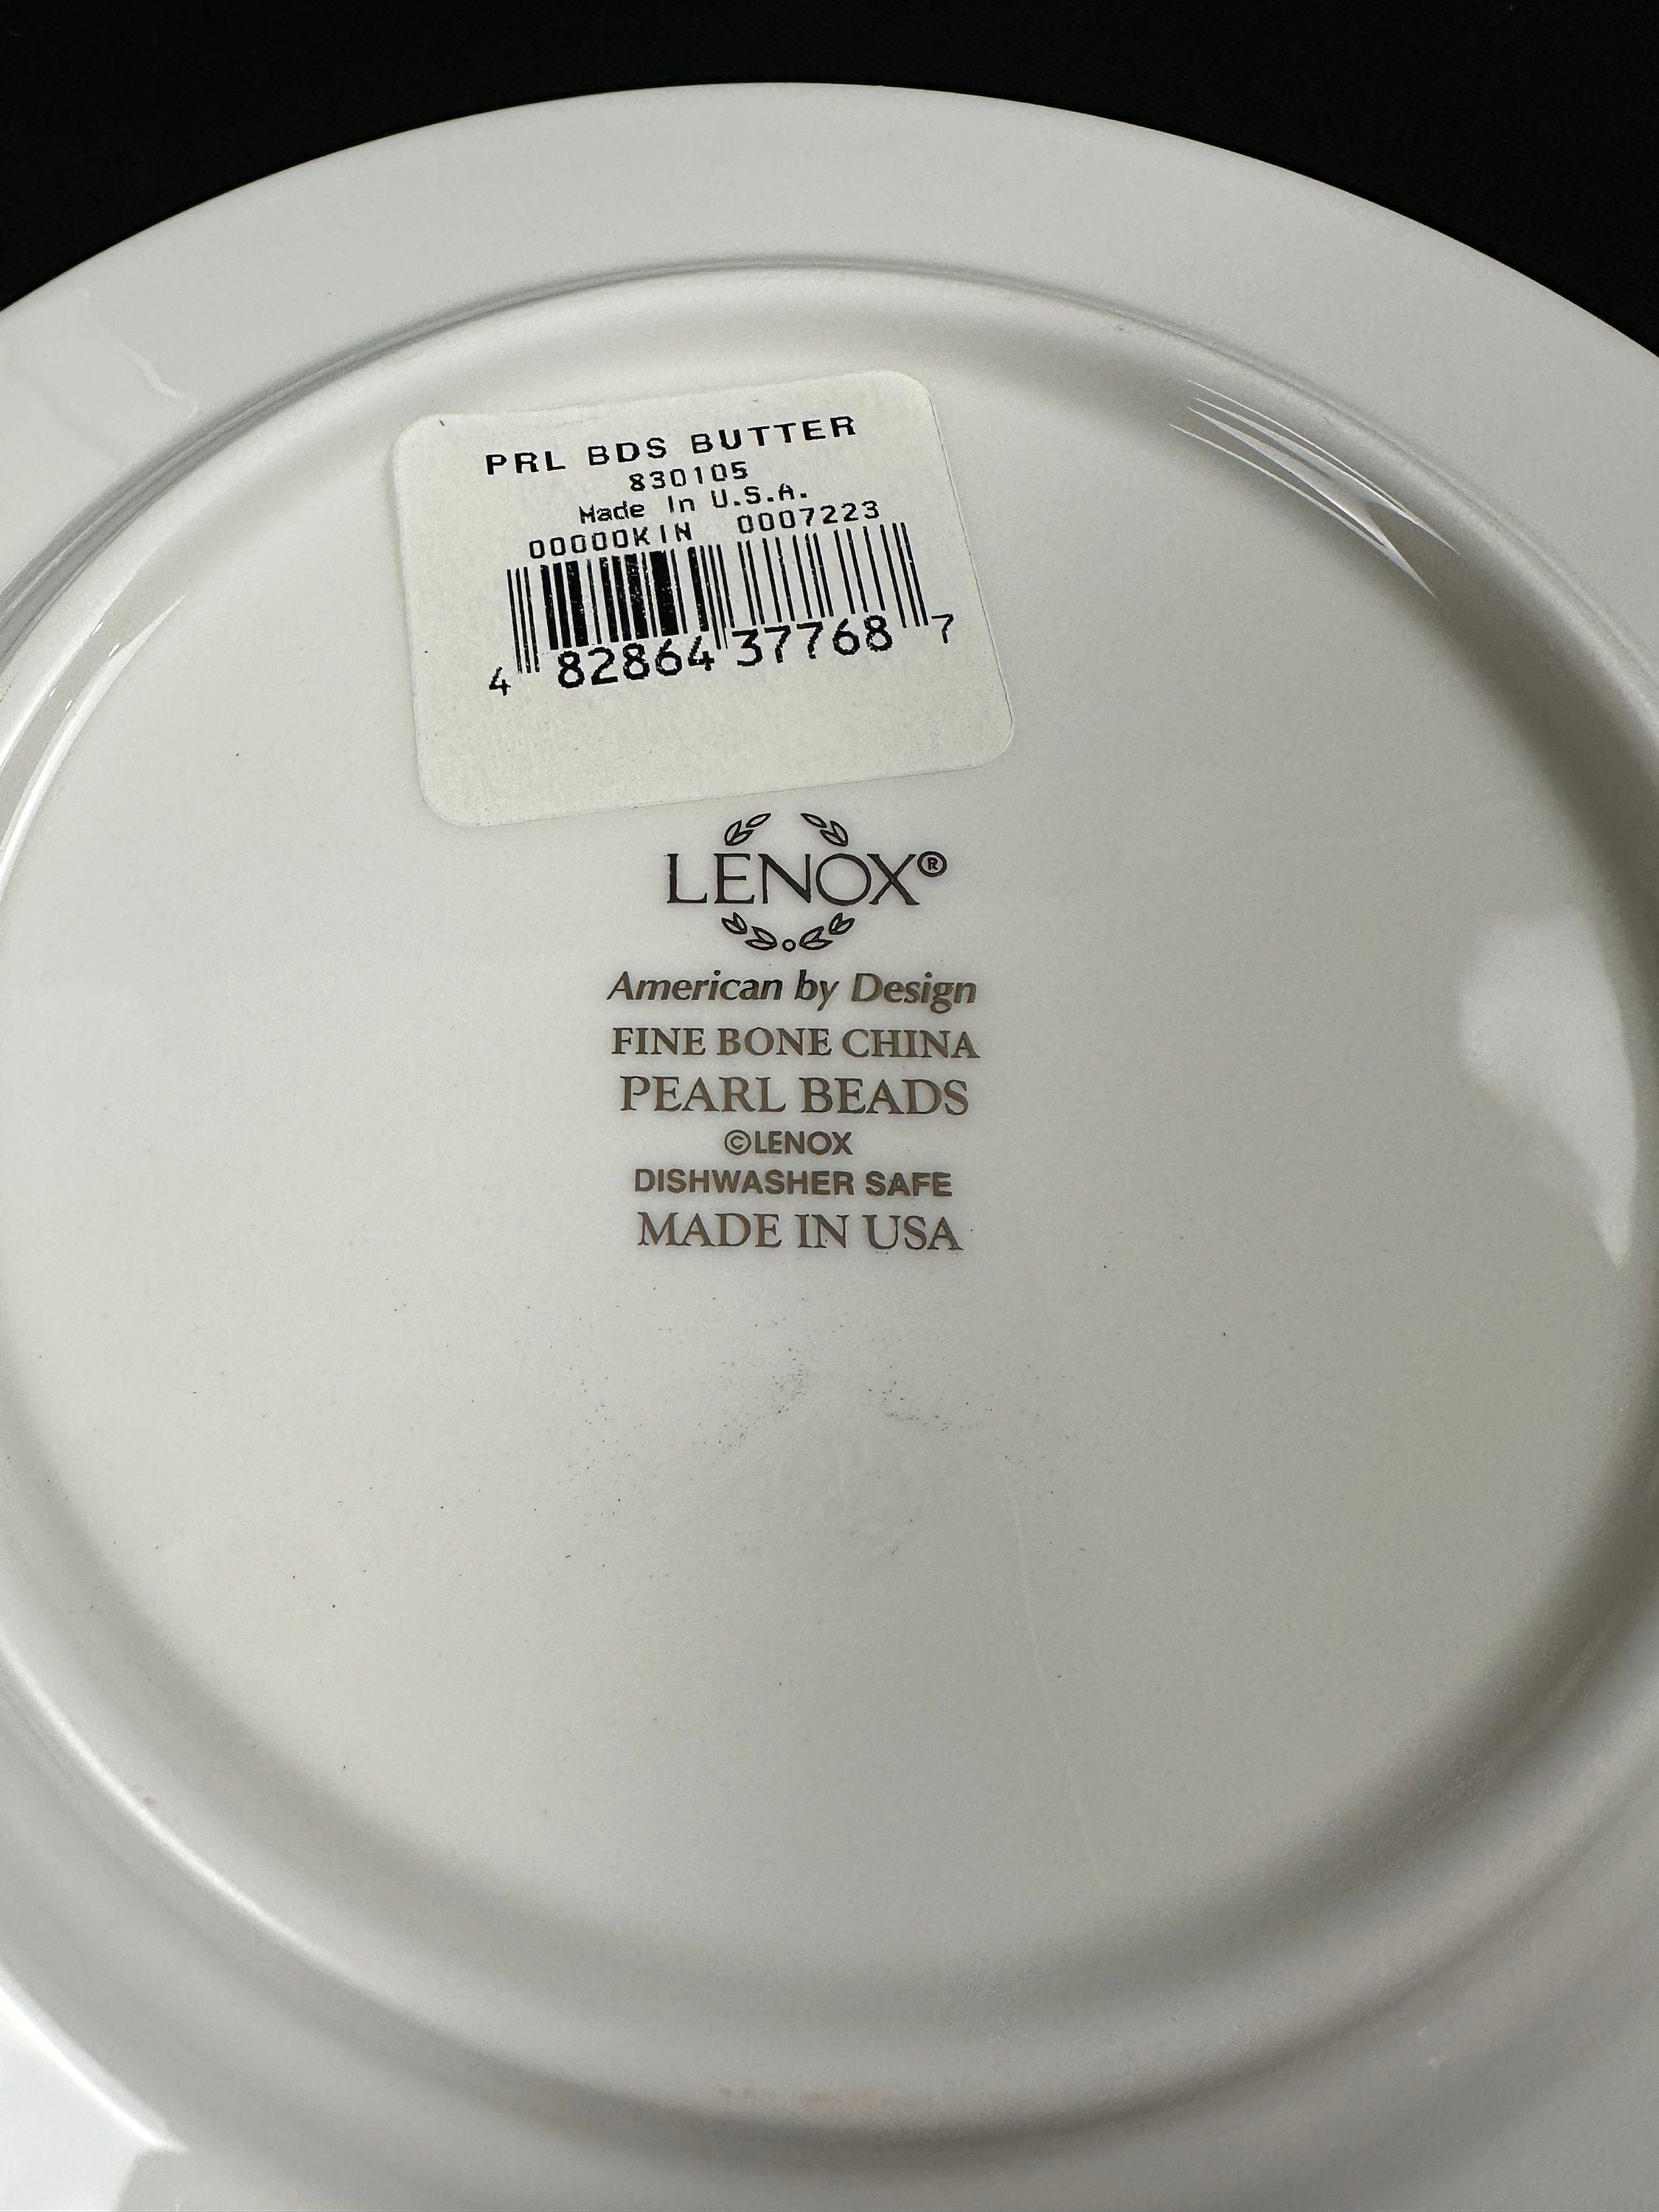 PRL BDS BUTTER
830105
Made In U.S.A.
00000KIN 0007223
4 82864 37768 7
LENOX®
American by Design
FINE BONE CHINA
PEARL BEADS
©LENOX
DISHWASHER SAFE
MADE IN USA